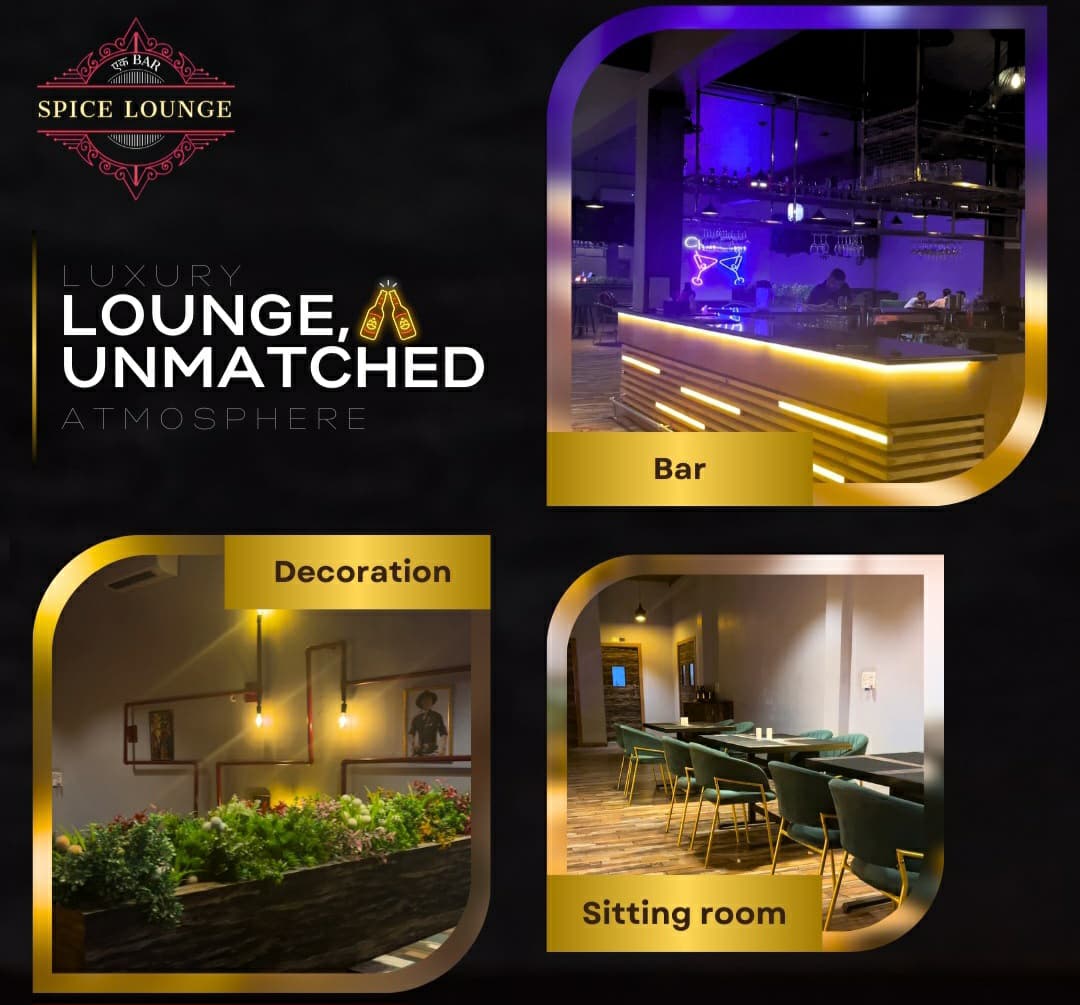 एक BAR
SPICE LOUNGE
LUXURY
LOUNGE,
UNMATCHED
ATMOSPHERE
Bar
Decoration
Sitting room